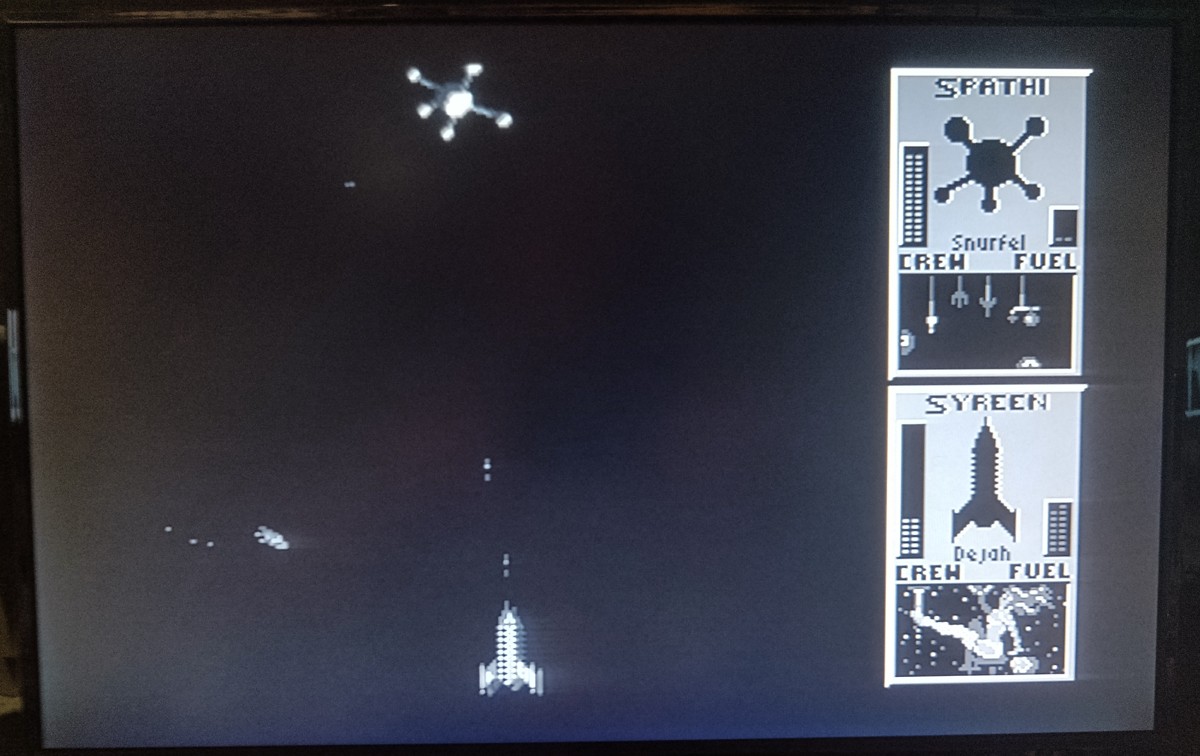 SPATHI
Snurfel
CREW FUEL
SYREEN
Dejah
CREW FUEL